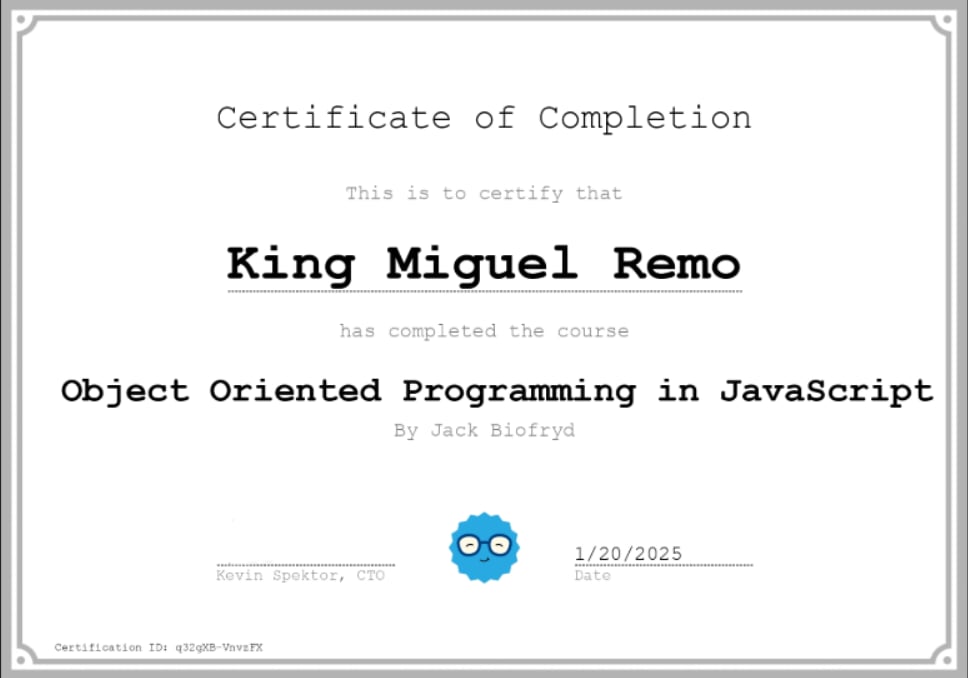 Certificate of Completion
This is to certify that
King Miguel Remo
has completed the course
Object Oriented Programming in JavaScript
By Jack Biofryd
1/20/2025
Kevin Spektor, CTO
Date
Certification ID: q32gXB-VnvzFX